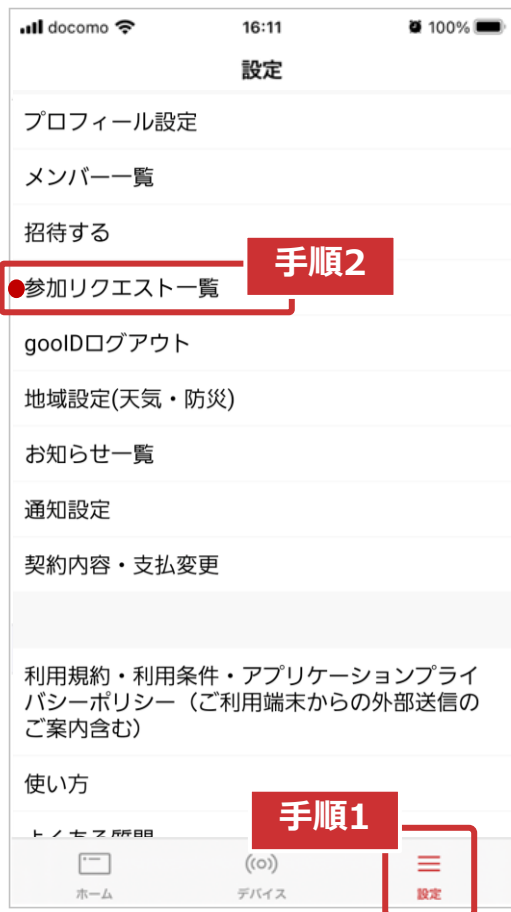 docomo 16:11 100%
設定
プロフィール設定
メンバー一覧
招待する
手順2
参加リクエスト一覧
gooIDログアウト
地域設定(天気・防災)
お知らせ一覧
通知設定
契約内容・支払変更
利用規約・利用条件・アプリケーションプライ
バシーポリシー（ご利用端末からの外部送信の
ご案内含む）
使い方
手順1
よくある質問
ホーム デバイス 設定